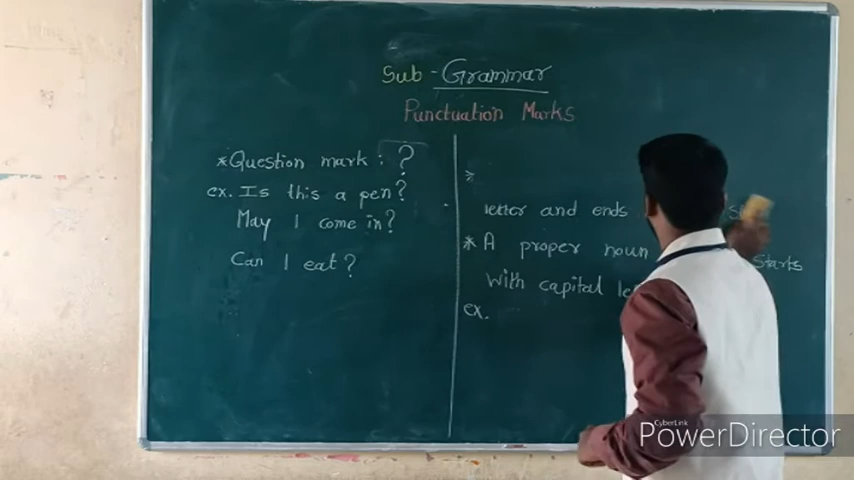 Sub - Grammar
Punctuation Marks
*Question mark : ?
ex. Is this a pen?
May I come in?
Can I eat?
letter and ends
* A proper noun Starts
With capital
ex.
CyberLink
PowerDirector